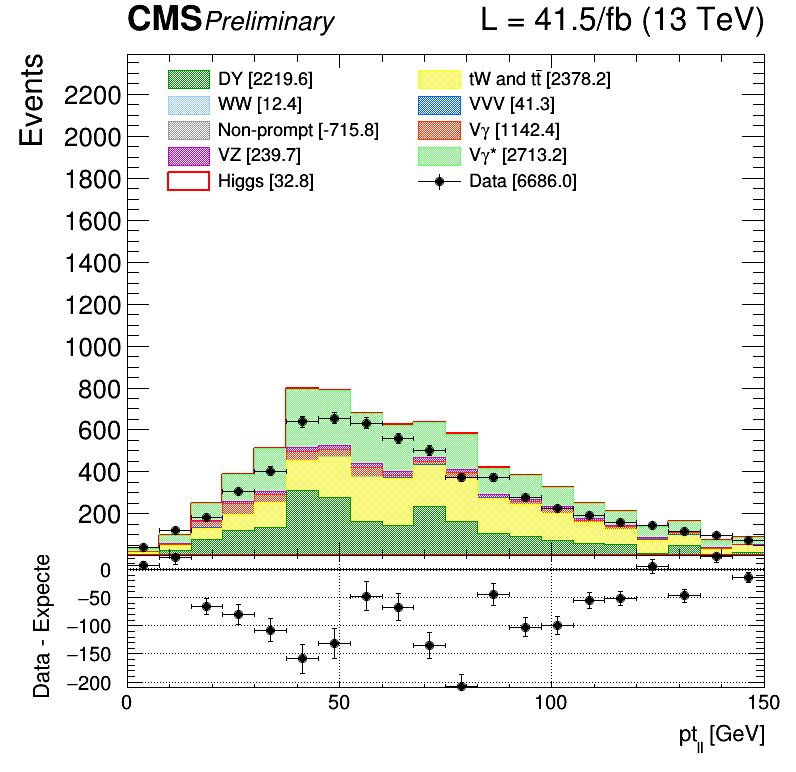 CMS Preliminary L = 41.5/fb (13 TeV)
Events
2200
2000
1800
1600
1400
1200
1000
800
600
400
200
DY [2219.6]
WW [12.4]
Non-prompt [-715.8]
VZ [239.7]
Higgs [32.8]
tW and tt̄ [2378.2]
VVV [41.3]
Vγ [1142.4]
Vγ* [2713.2]
Data [6686.0]
Data - Expecte
0
−50
−100
−150
−200
0 50 100 150
pt_ll [GeV]